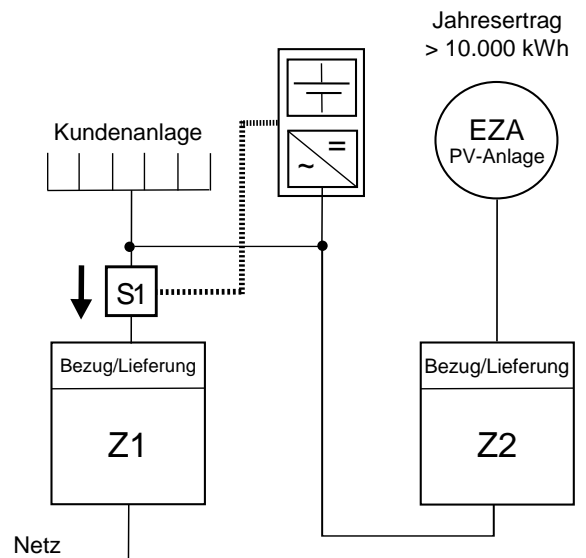 Jahresertrag
> 10.000 kWh
Kundenanlage
EZA
PV-Anlage
~ =
S1
Bezug/Lieferung
Z1
Bezug/Lieferung
Z2
Netz